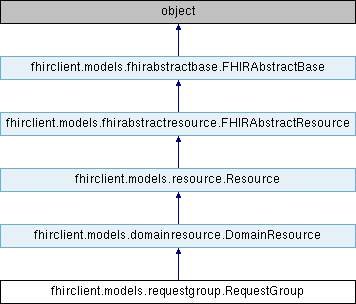 object
fhirclient.models.fhirabstractbase.FHIRAbstractBase
fhirclient.models.fhirabstractresource.FHIRAbstractResource
fhirclient.models.resource.Resource
fhirclient.models.domainresource.DomainResource
fhirclient.models.requestgroup.RequestGroup